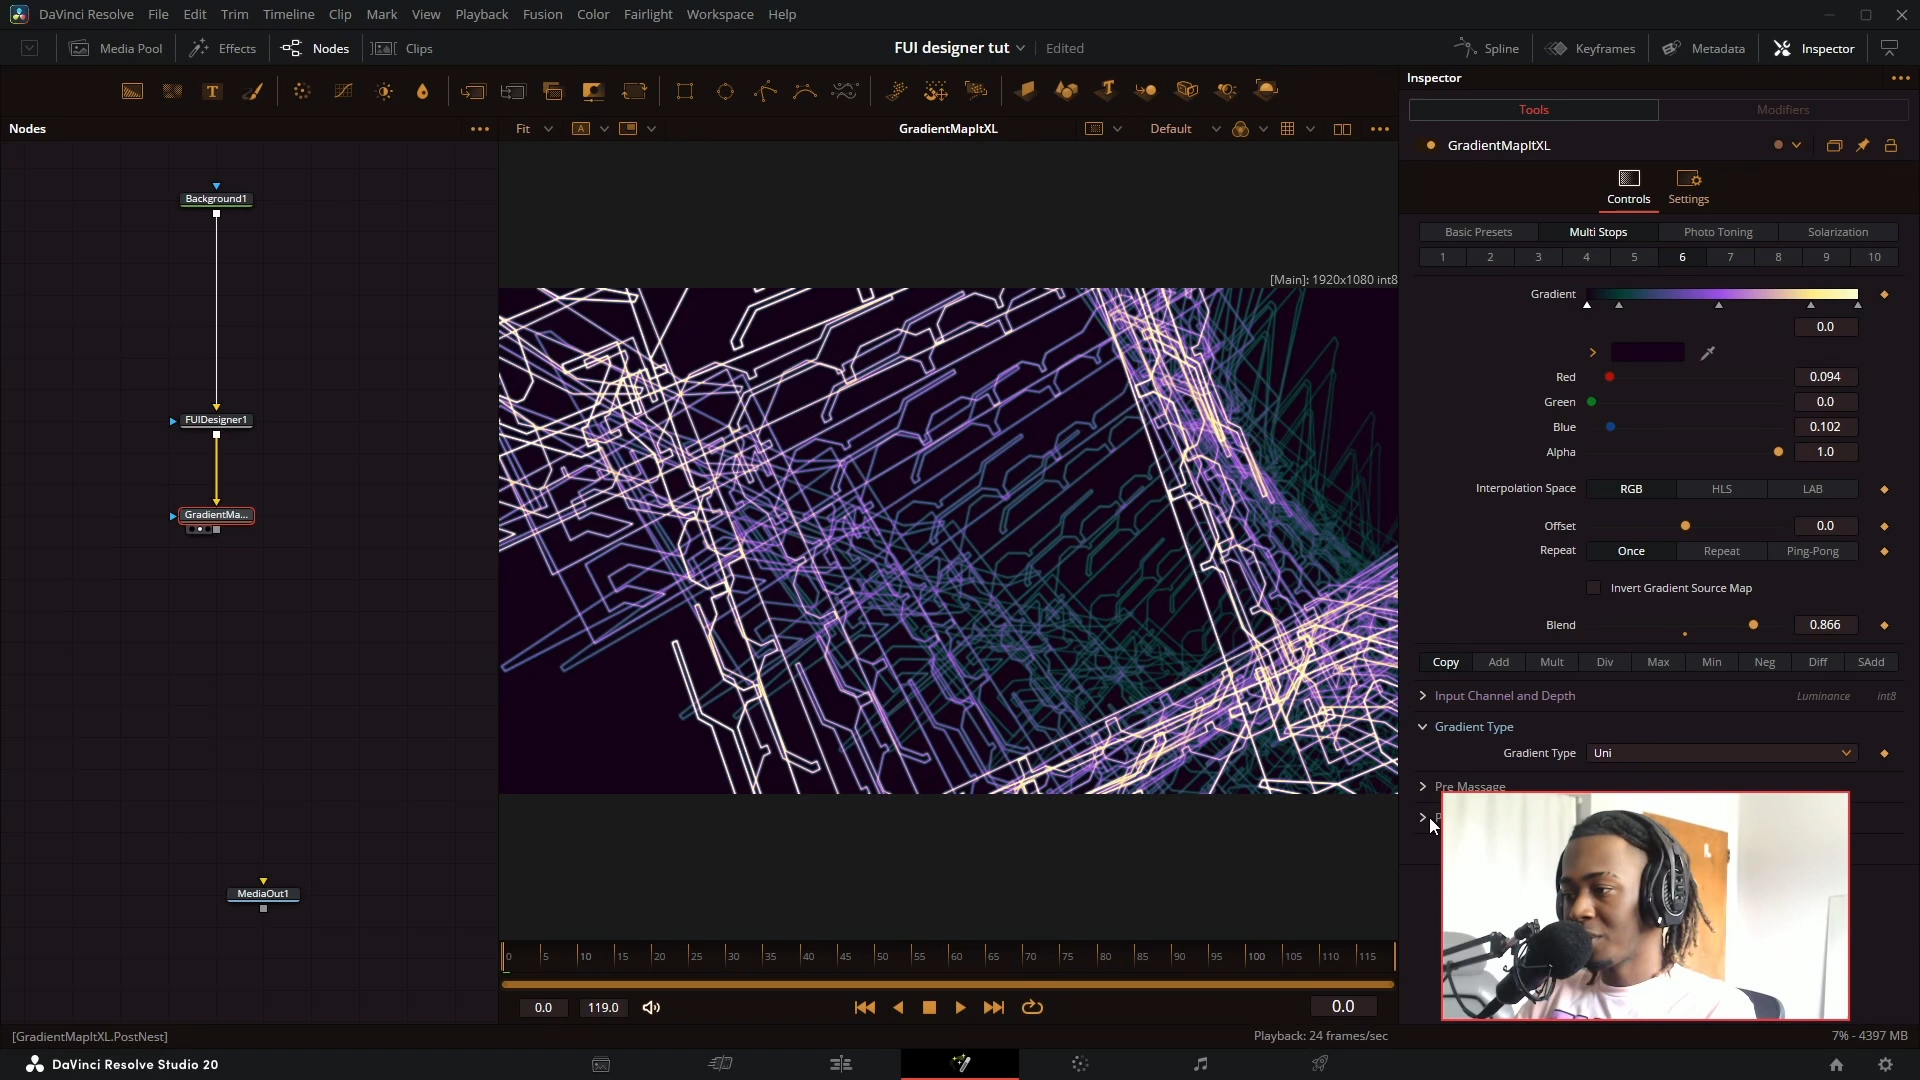 DaVinci Resolve File Edit Trim Timeline Clip Mark View Playback Fusion Color Fairlight Workspace Help
Media Pool Effects Nodes Clips FUI designer tut Edited Spline Keyframes Metadata Inspector
Inspector
Tools Modifiers
Nodes Fit A GradientMapItXL Default
GradientMapItXL
Controls Settings
Basic Presets Multi Stops Photo Toning Solarization
1 2 3 4 5 6 7 8 9 10
[Main]: 1920x1080 int8
Gradient
0.0
Red 0.094
Green 0.0
Blue 0.102
Alpha 1.0
Interpolation Space RGB HLS LAB
Offset 0.0
Repeat Once Repeat Ping-Pong
Invert Gradient Source Map
Blend 0.866
Copy Add Mult Div Max Min Neg Diff SAdd
Input Channel and Depth Luminance int8
Gradient Type
Gradient Type Uni
Pre Massage
Background1
FUIDesigner1
GradientMa...
MediaOut1
0 5 10 15 20 25 30 35 40 45 50 55 60 65 70 75 80 85 90 95 100 105 110 115
0.0 119.0 0.0
[GradientMapItXL.PostNest] Playback: 24 frames/sec 7% - 4397 MB
DaVinci Resolve Studio 20